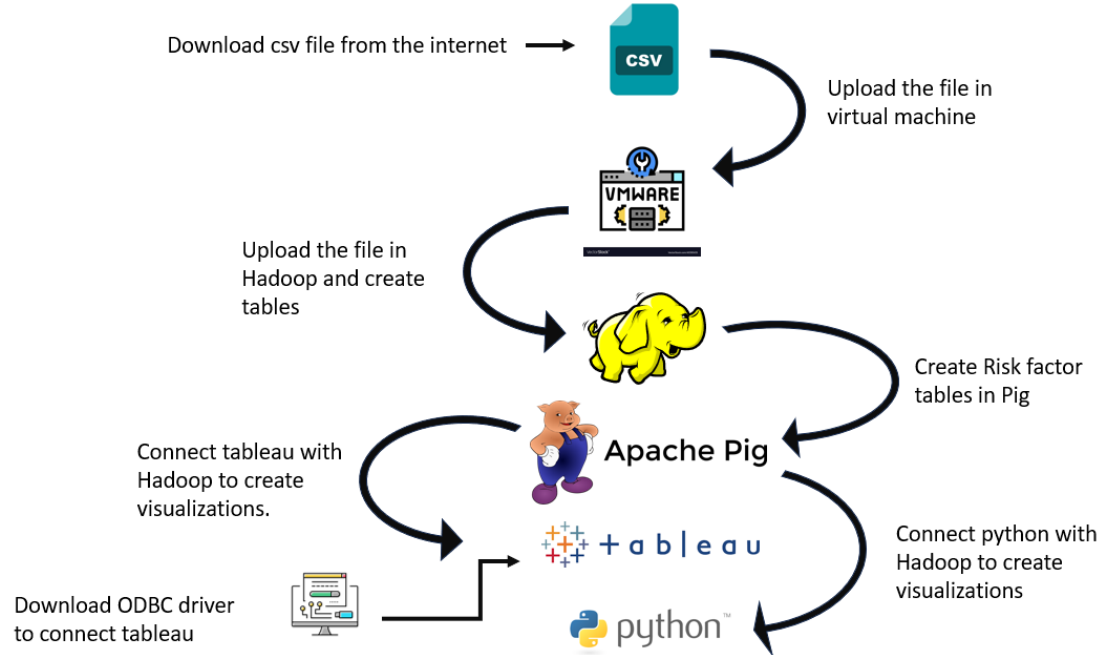 Download csv file from the internet
CSV
Upload the file in
virtual machine
VMWARE
Upload the file in
Hadoop and create
tables
Create Risk factor
tables in Pig
Apache Pig
Connect tableau with
Hadoop to create
visualizations.
+ableau
Connect python with
Hadoop to create
visualizations
Download ODBC driver
to connect tableau
python™